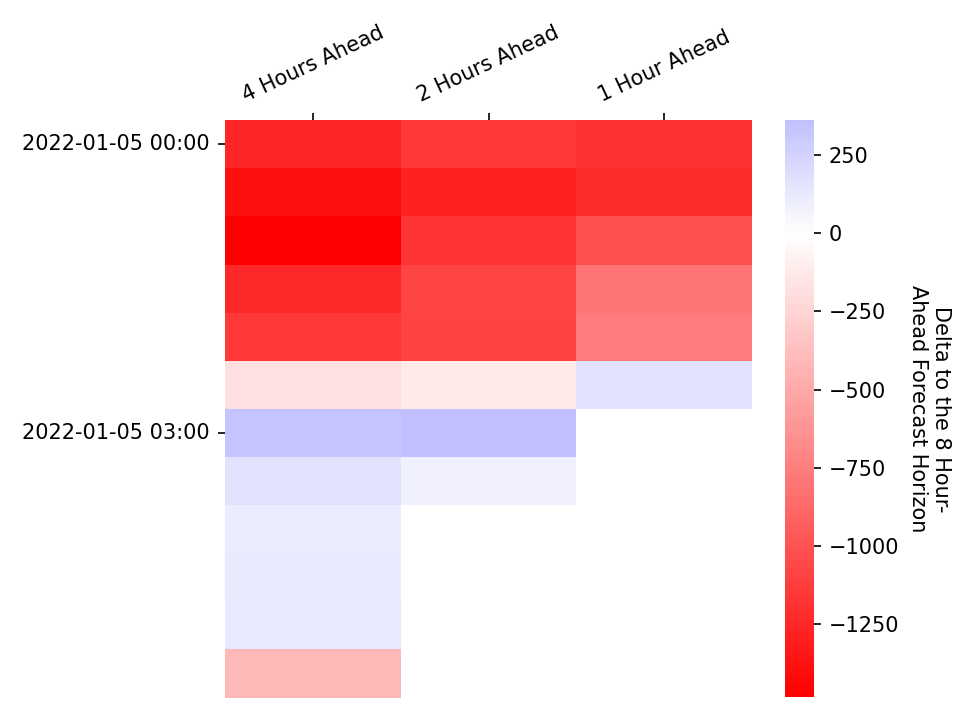 4 Hours Ahead
2 Hours Ahead
1 Hour Ahead
2022-01-05 00:00
2022-01-05 03:00
250
0
−250
−500
−750
−1000
−1250
Delta to the 8 Hour-
Ahead Forecast Horizon